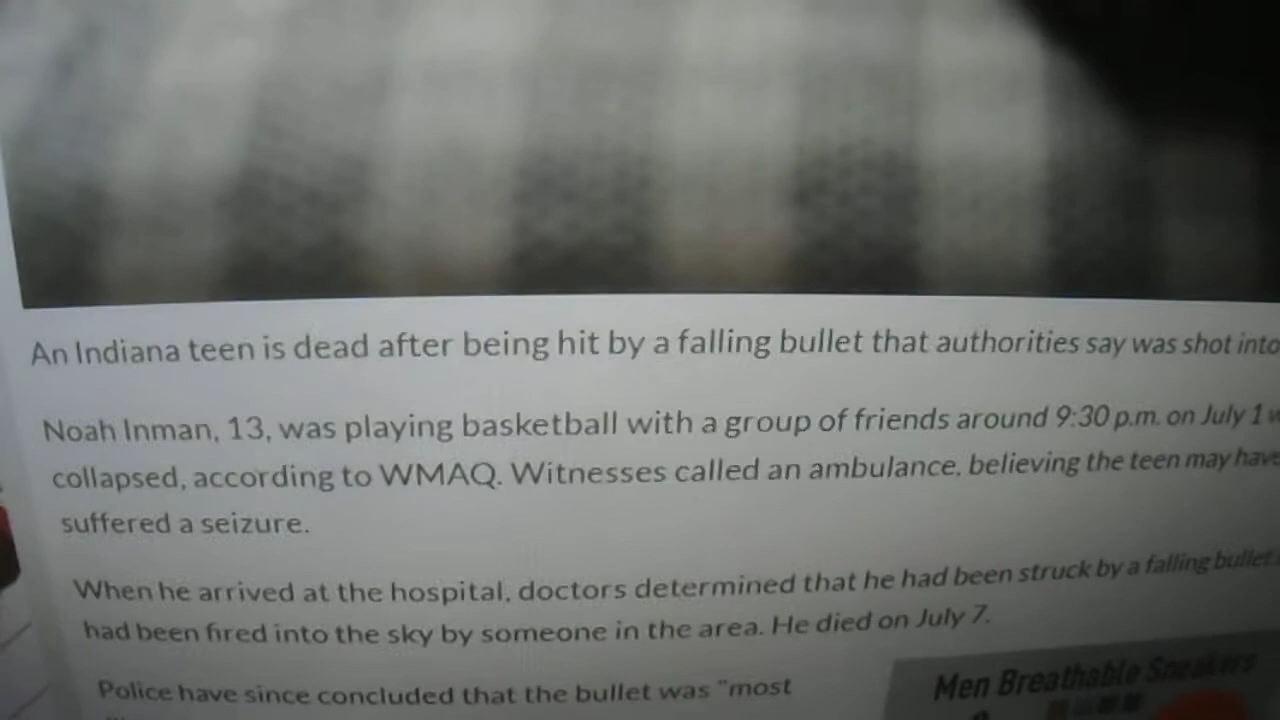 An Indiana teen is dead after being hit by a falling bullet that authorities say was shot into
Noah Inman, 13, was playing basketball with a group of friends around 9:30 p.m. on July 1
collapsed, according to WMAQ. Witnesses called an ambulance, believing the teen may have
suffered a seizure.
When he arrived at the hospital, doctors determined that he had been struck by a falling bullet
had been fired into the sky by someone in the area. He died on July 7.
Police have since concluded that the bullet was "most
Men Breathable Sneakers